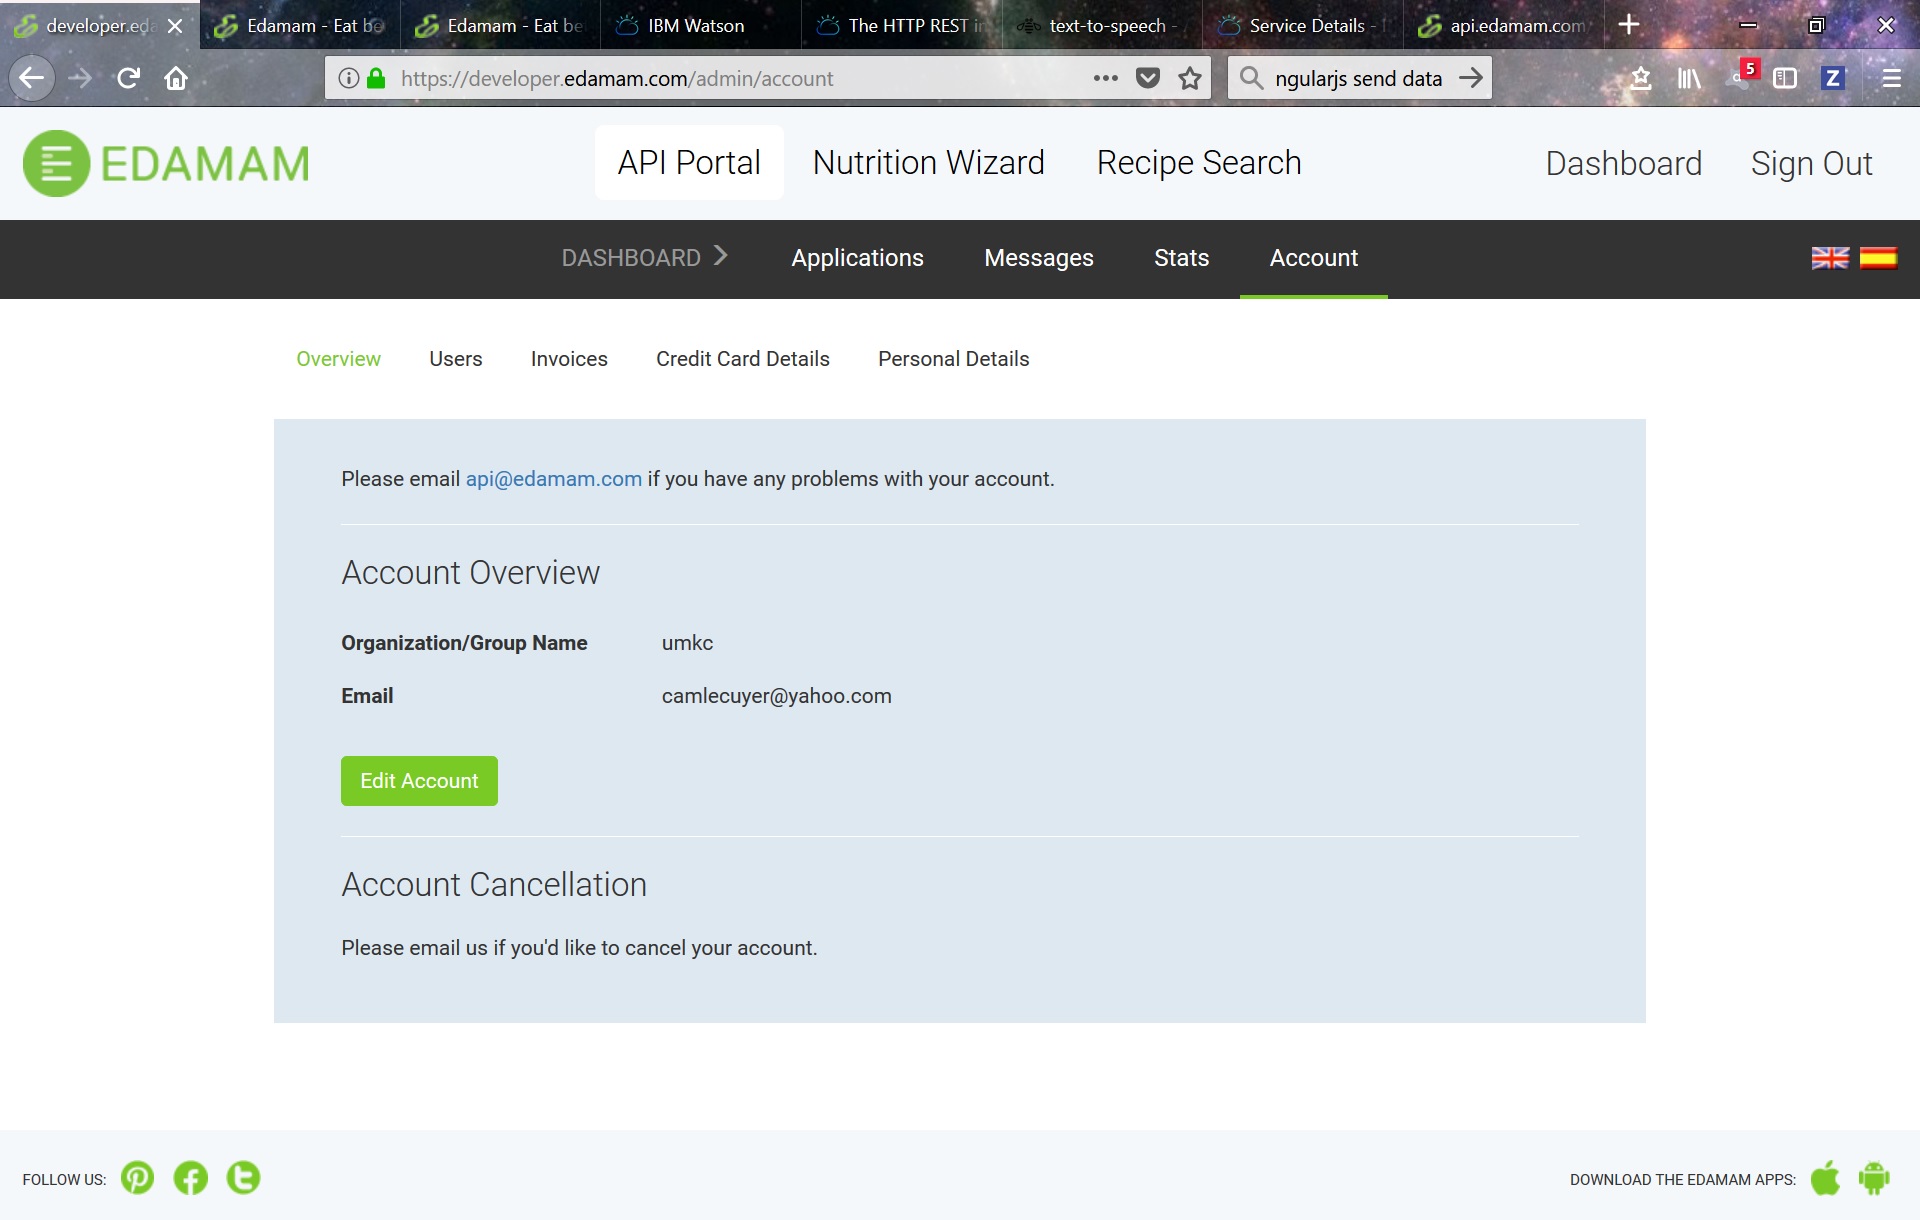 developer.eda
Edamam - Eat be
Edamam - Eat be
IBM Watson
The HTTP REST in
text-to-speech -
Service Details -
api.edamam.com
https://developer.edamam.com/admin/account
ngularjs send data
5
Z
EDAMAM
API Portal
Nutrition Wizard
Recipe Search
Dashboard
Sign Out
DASHBOARD
Applications
Messages
Stats
Account
Overview
Users
Invoices
Credit Card Details
Personal Details
Please email api@edamam.com if you have any problems with your account.
Account Overview
Organization/Group Name
umkc
Email
camlecuyer@yahoo.com
Edit Account
Account Cancellation
Please email us if you'd like to cancel your account.
FOLLOW US:
DOWNLOAD THE EDAMAM APPS: